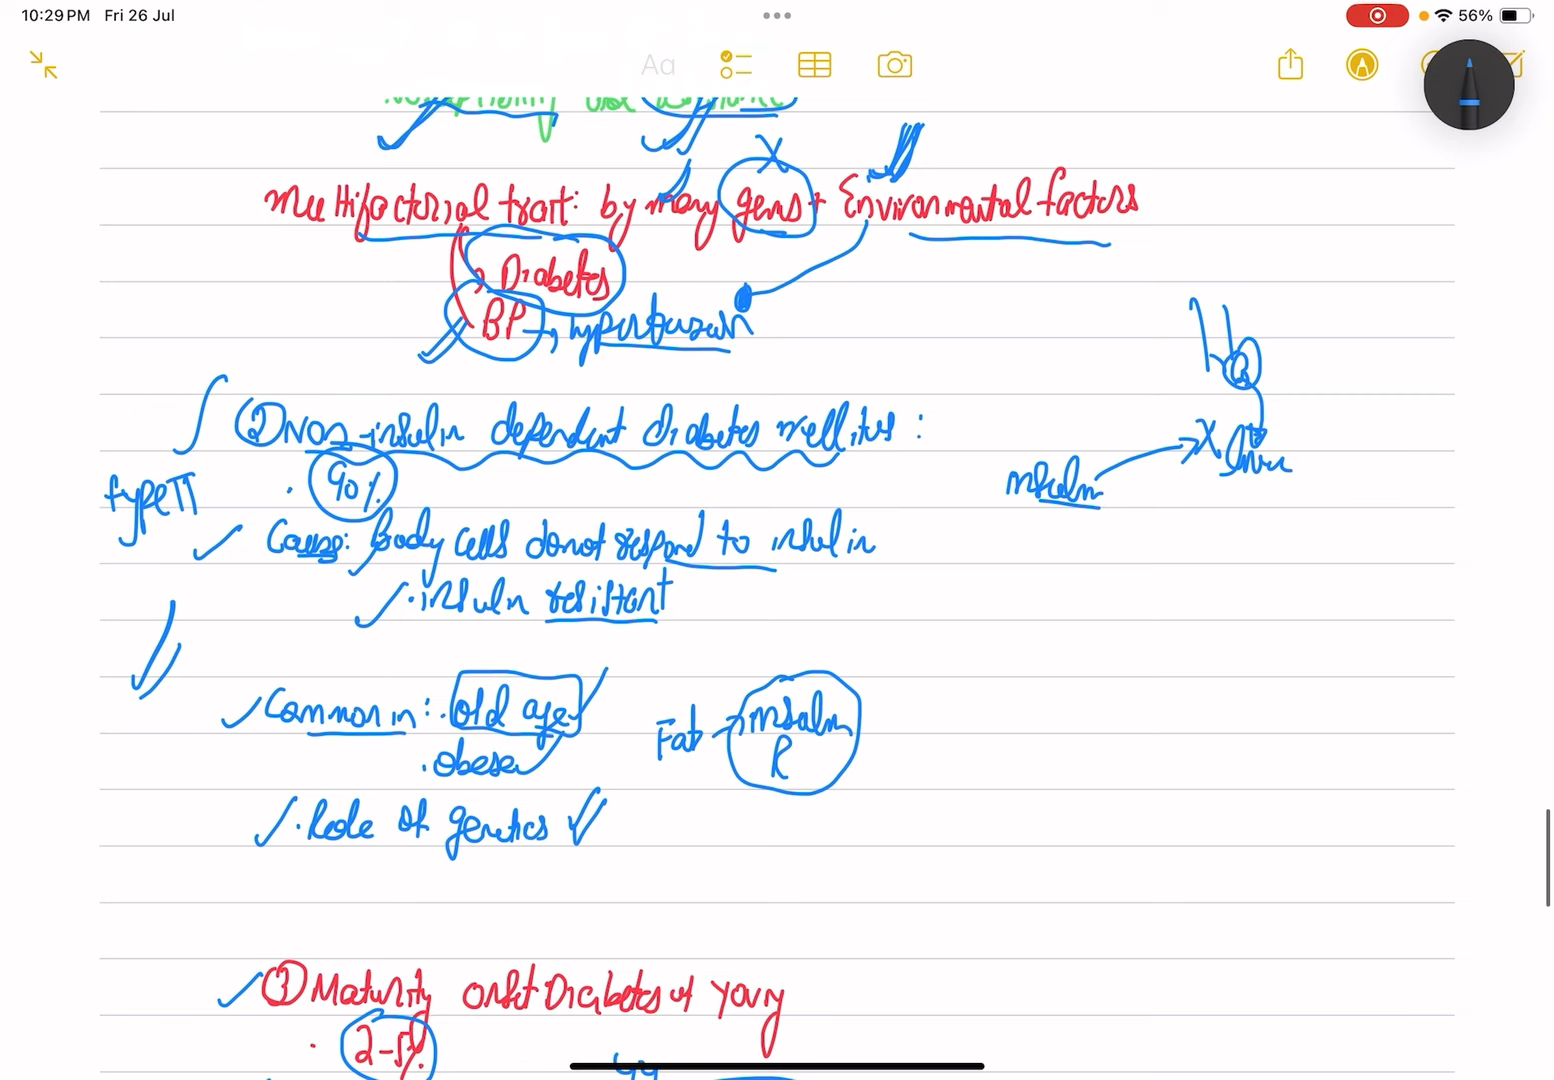 10:29 PM Fri 26 Jul
56%
Aa
Multifactorial trait: by many gens + Environmental factors
Diabetes
BP → hypertension
② Non-insulin dependent diabetes mellitus:
Type II
90%
insulin
Cause: Body cells donot respond to insulin
insulin resistant
Common in: old age
obese
Fat → insulin
R
Role of genetics
③ Maturity onset Diabetes of young
2-5%